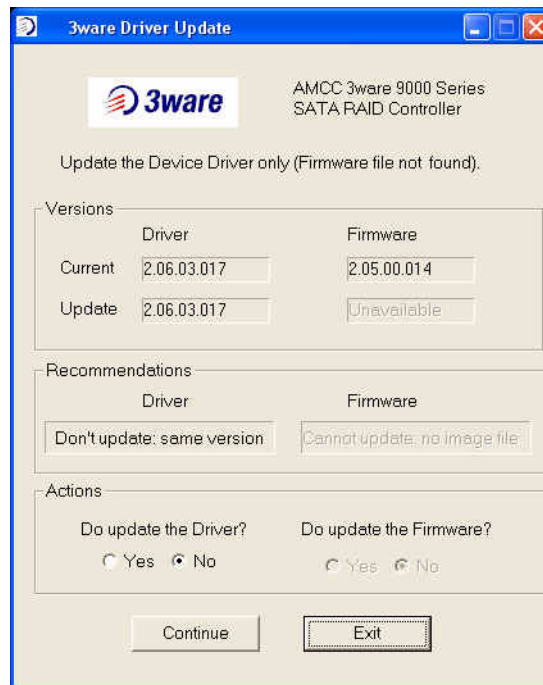 3ware Driver Update
3ware
AMCC 3ware 9000 Series
SATA RAID Controller
Update the Device Driver only (Firmware file not found).
Versions
Driver Firmware
Current 2.06.03.017 2.05.00.014
Update 2.06.03.017 Unavailable
Recommendations
Driver Firmware
Don't update: same version Cannot update: no image file
Actions
Do update the Driver? Do update the Firmware?
Yes No Yes No
Continue Exit